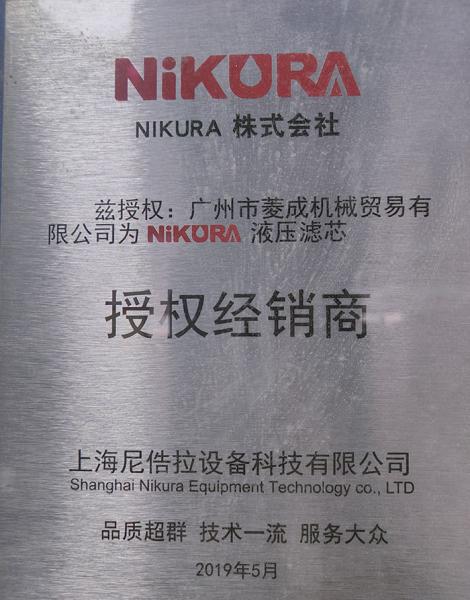 NiKURA
NIKURA 株式会社
兹授权：广州市菱成机械贸易有
限公司为 NiKURA 液压滤芯
授权经销商
上海尼俈拉设备科技有限公司
Shanghai Nikura Equipment Technology co., LTD
品质超群 技术一流 服务大众
2019年5月